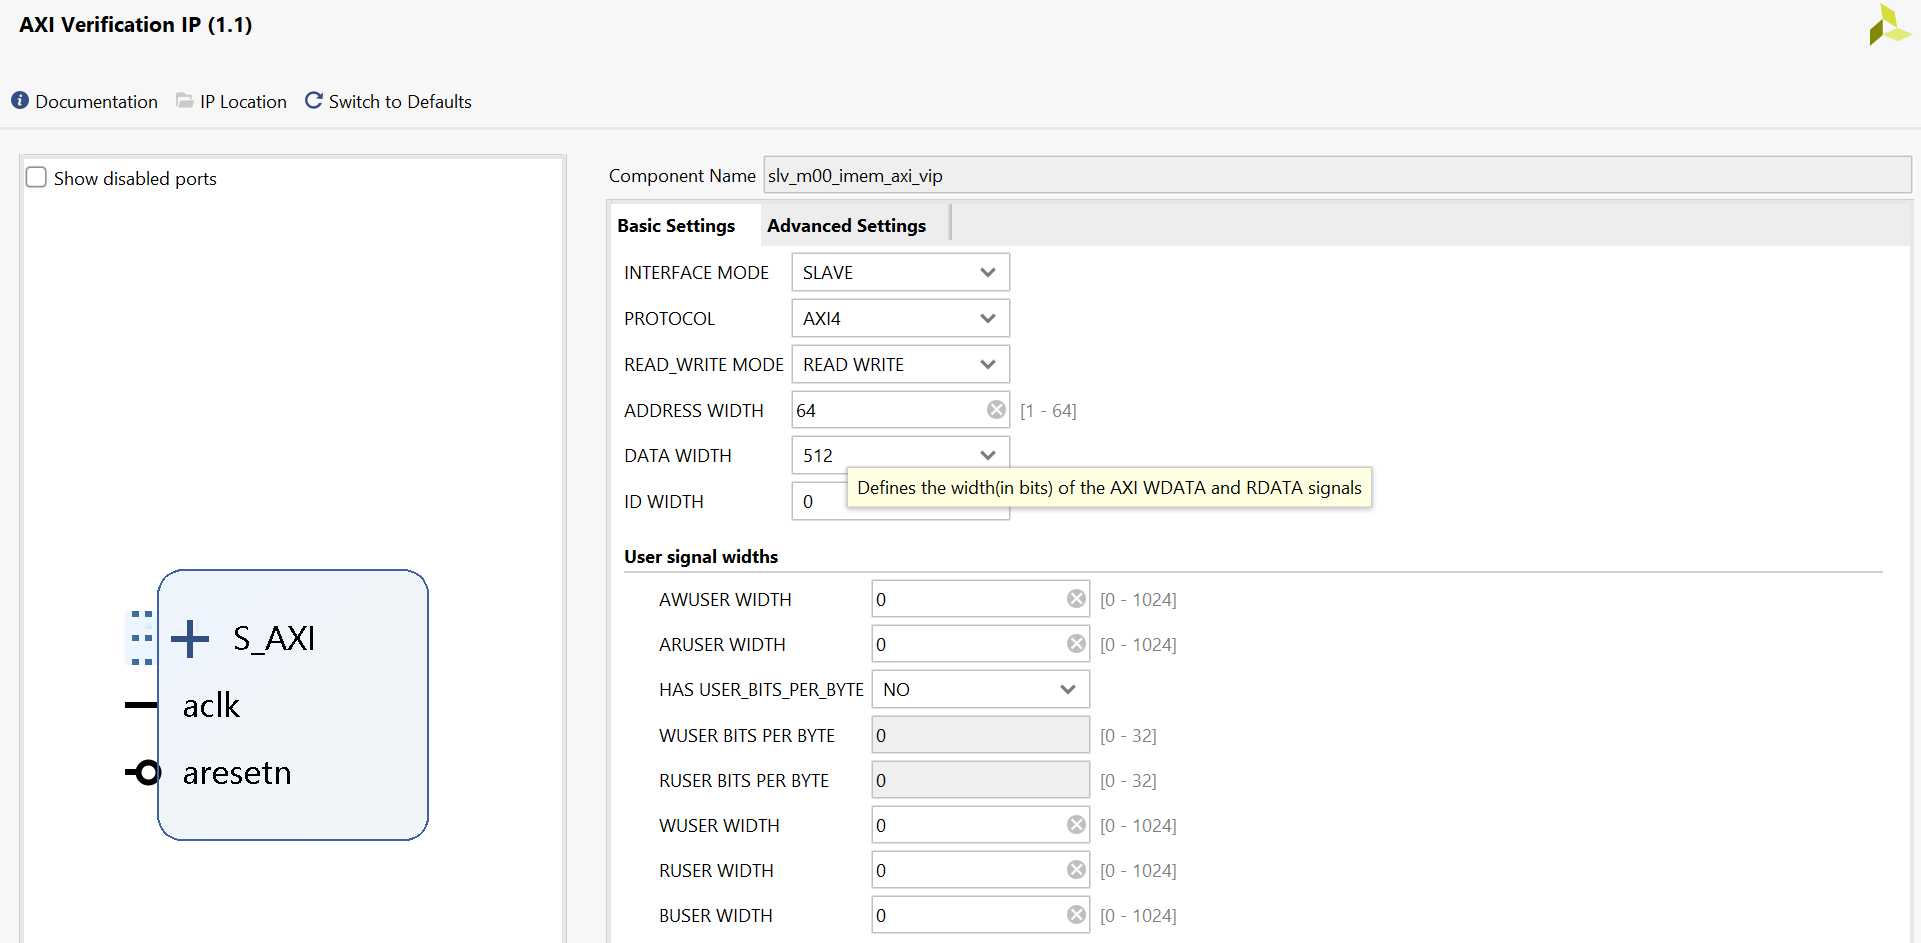 AXI Verification IP (1.1)
Documentation IP Location Switch to Defaults
Show disabled ports
S_AXI
aclk
aresetn
Component Name slv_m00_imem_axi_vip
Basic Settings Advanced Settings
INTERFACE MODE SLAVE
PROTOCOL AXI4
READ_WRITE MODE READ WRITE
ADDRESS WIDTH 64 [1 - 64]
DATA WIDTH 512
Defines the width(in bits) of the AXI WDATA and RDATA signals
ID WIDTH 0
User signal widths
AWUSER WIDTH 0 [0 - 1024]
ARUSER WIDTH 0 [0 - 1024]
HAS USER_BITS_PER_BYTE NO
WUSER BITS PER BYTE 0 [0 - 32]
RUSER BITS PER BYTE 0 [0 - 32]
WUSER WIDTH 0 [0 - 1024]
RUSER WIDTH 0 [0 - 1024]
BUSER WIDTH 0 [0 - 1024]